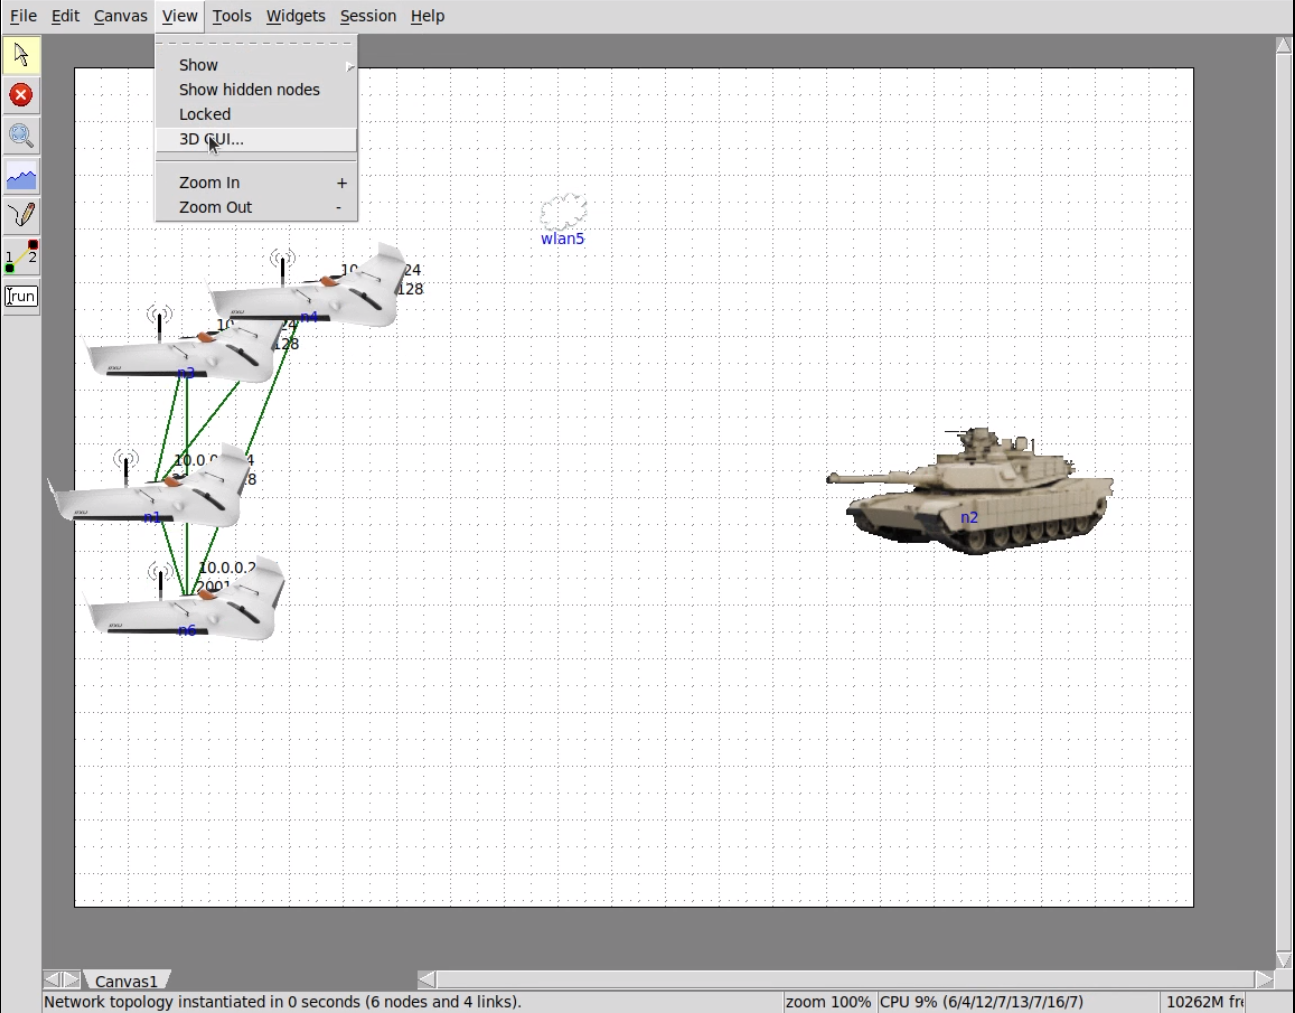 File Edit Canvas View Tools Widgets Session Help
Show
Show hidden nodes
Locked
3D GUI...
Zoom In +
Zoom Out -
wlan5
10. 24
128
n4
10. 24
128
n3
10.0.0 4
8
n1
10.0.0.2
2001
n6
1
n2
1 2
run
Canvas1
Network topology instantiated in 0 seconds (6 nodes and 4 links). zoom 100% CPU 9% (6/4/12/7/13/7/16/7) 10262M fre